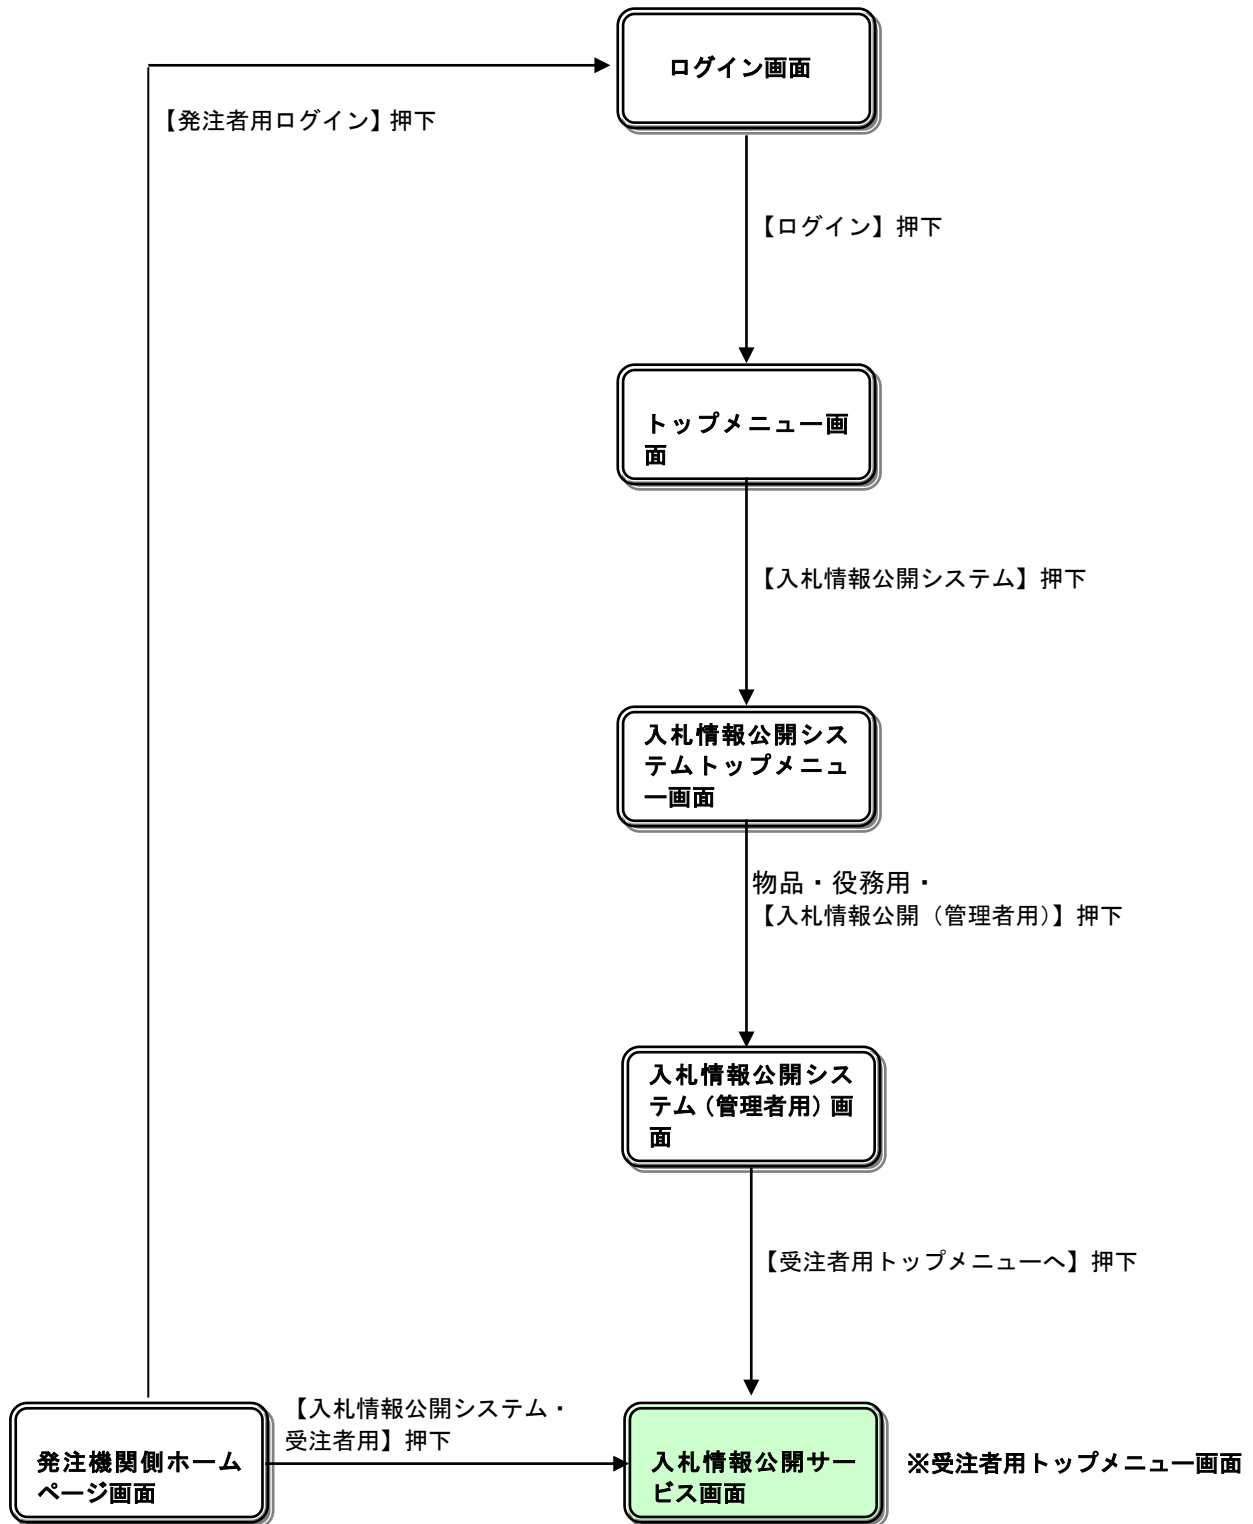 ログイン画面
【発注者用ログイン】押下
【ログイン】押下
トップメニュー画
面
【入札情報公開システム】押下
入札情報公開シス
テムトップメニュ
ー画面
物品・役務用・
【入札情報公開（管理者用）】押下
入札情報公開シス
テム（管理者用）画
面
【受注者用トップメニューへ】押下
【入札情報公開システム・
受注者用】押下
発注機関側ホーム
ページ画面
入札情報公開サー
ビス画面
※受注者用トップメニュー画面